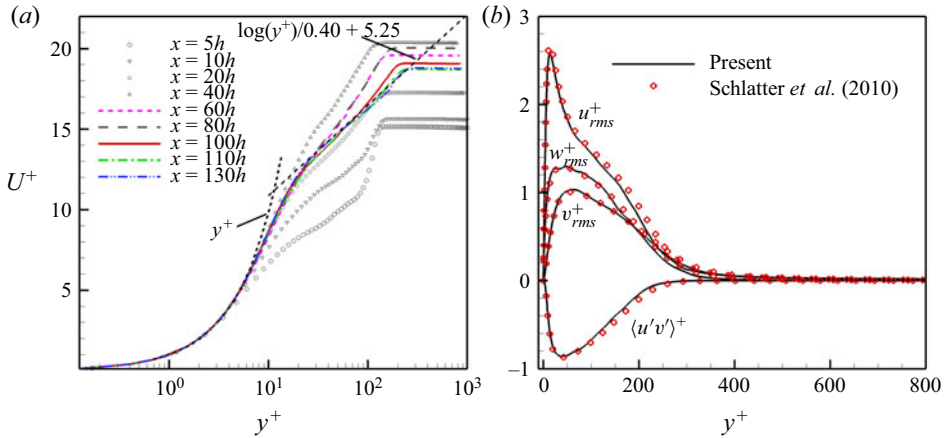 (a)
log(y⁺)/0.40 + 5.25
20
15
U⁺
10
5
x = 5h
x = 10h
x = 20h
x = 40h
x = 60h
x = 80h
x = 100h
x = 110h
x = 130h
y⁺
10⁰
10¹
10²
10³
y⁺
(b)
3
2
1
0
−1
Present
Schlatter et al. (2010)
u⁺rms
w⁺rms
v⁺rms
⟨u′v′⟩⁺
0
200
400
600
800
y⁺